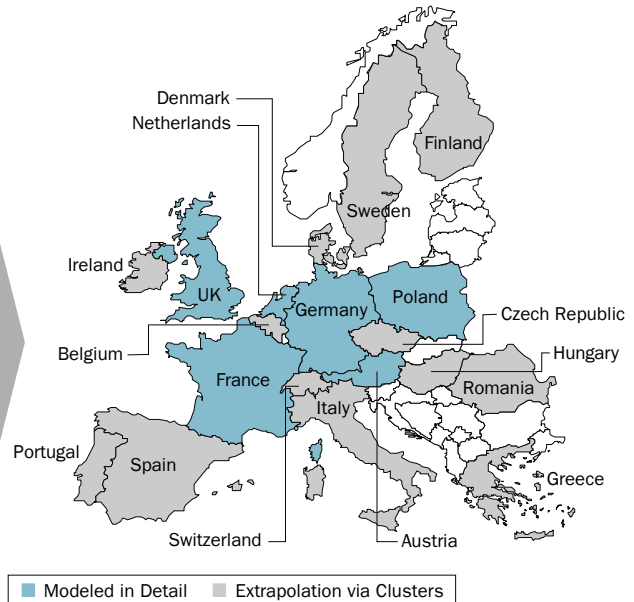 Denmark
Netherlands
Finland
Sweden
Ireland
UK
Germany
Poland
Czech Republic
Belgium
Hungary
France
Romania
Italy
Portugal
Spain
Greece
Switzerland
Austria
Modeled in Detail
Extrapolation via Clusters